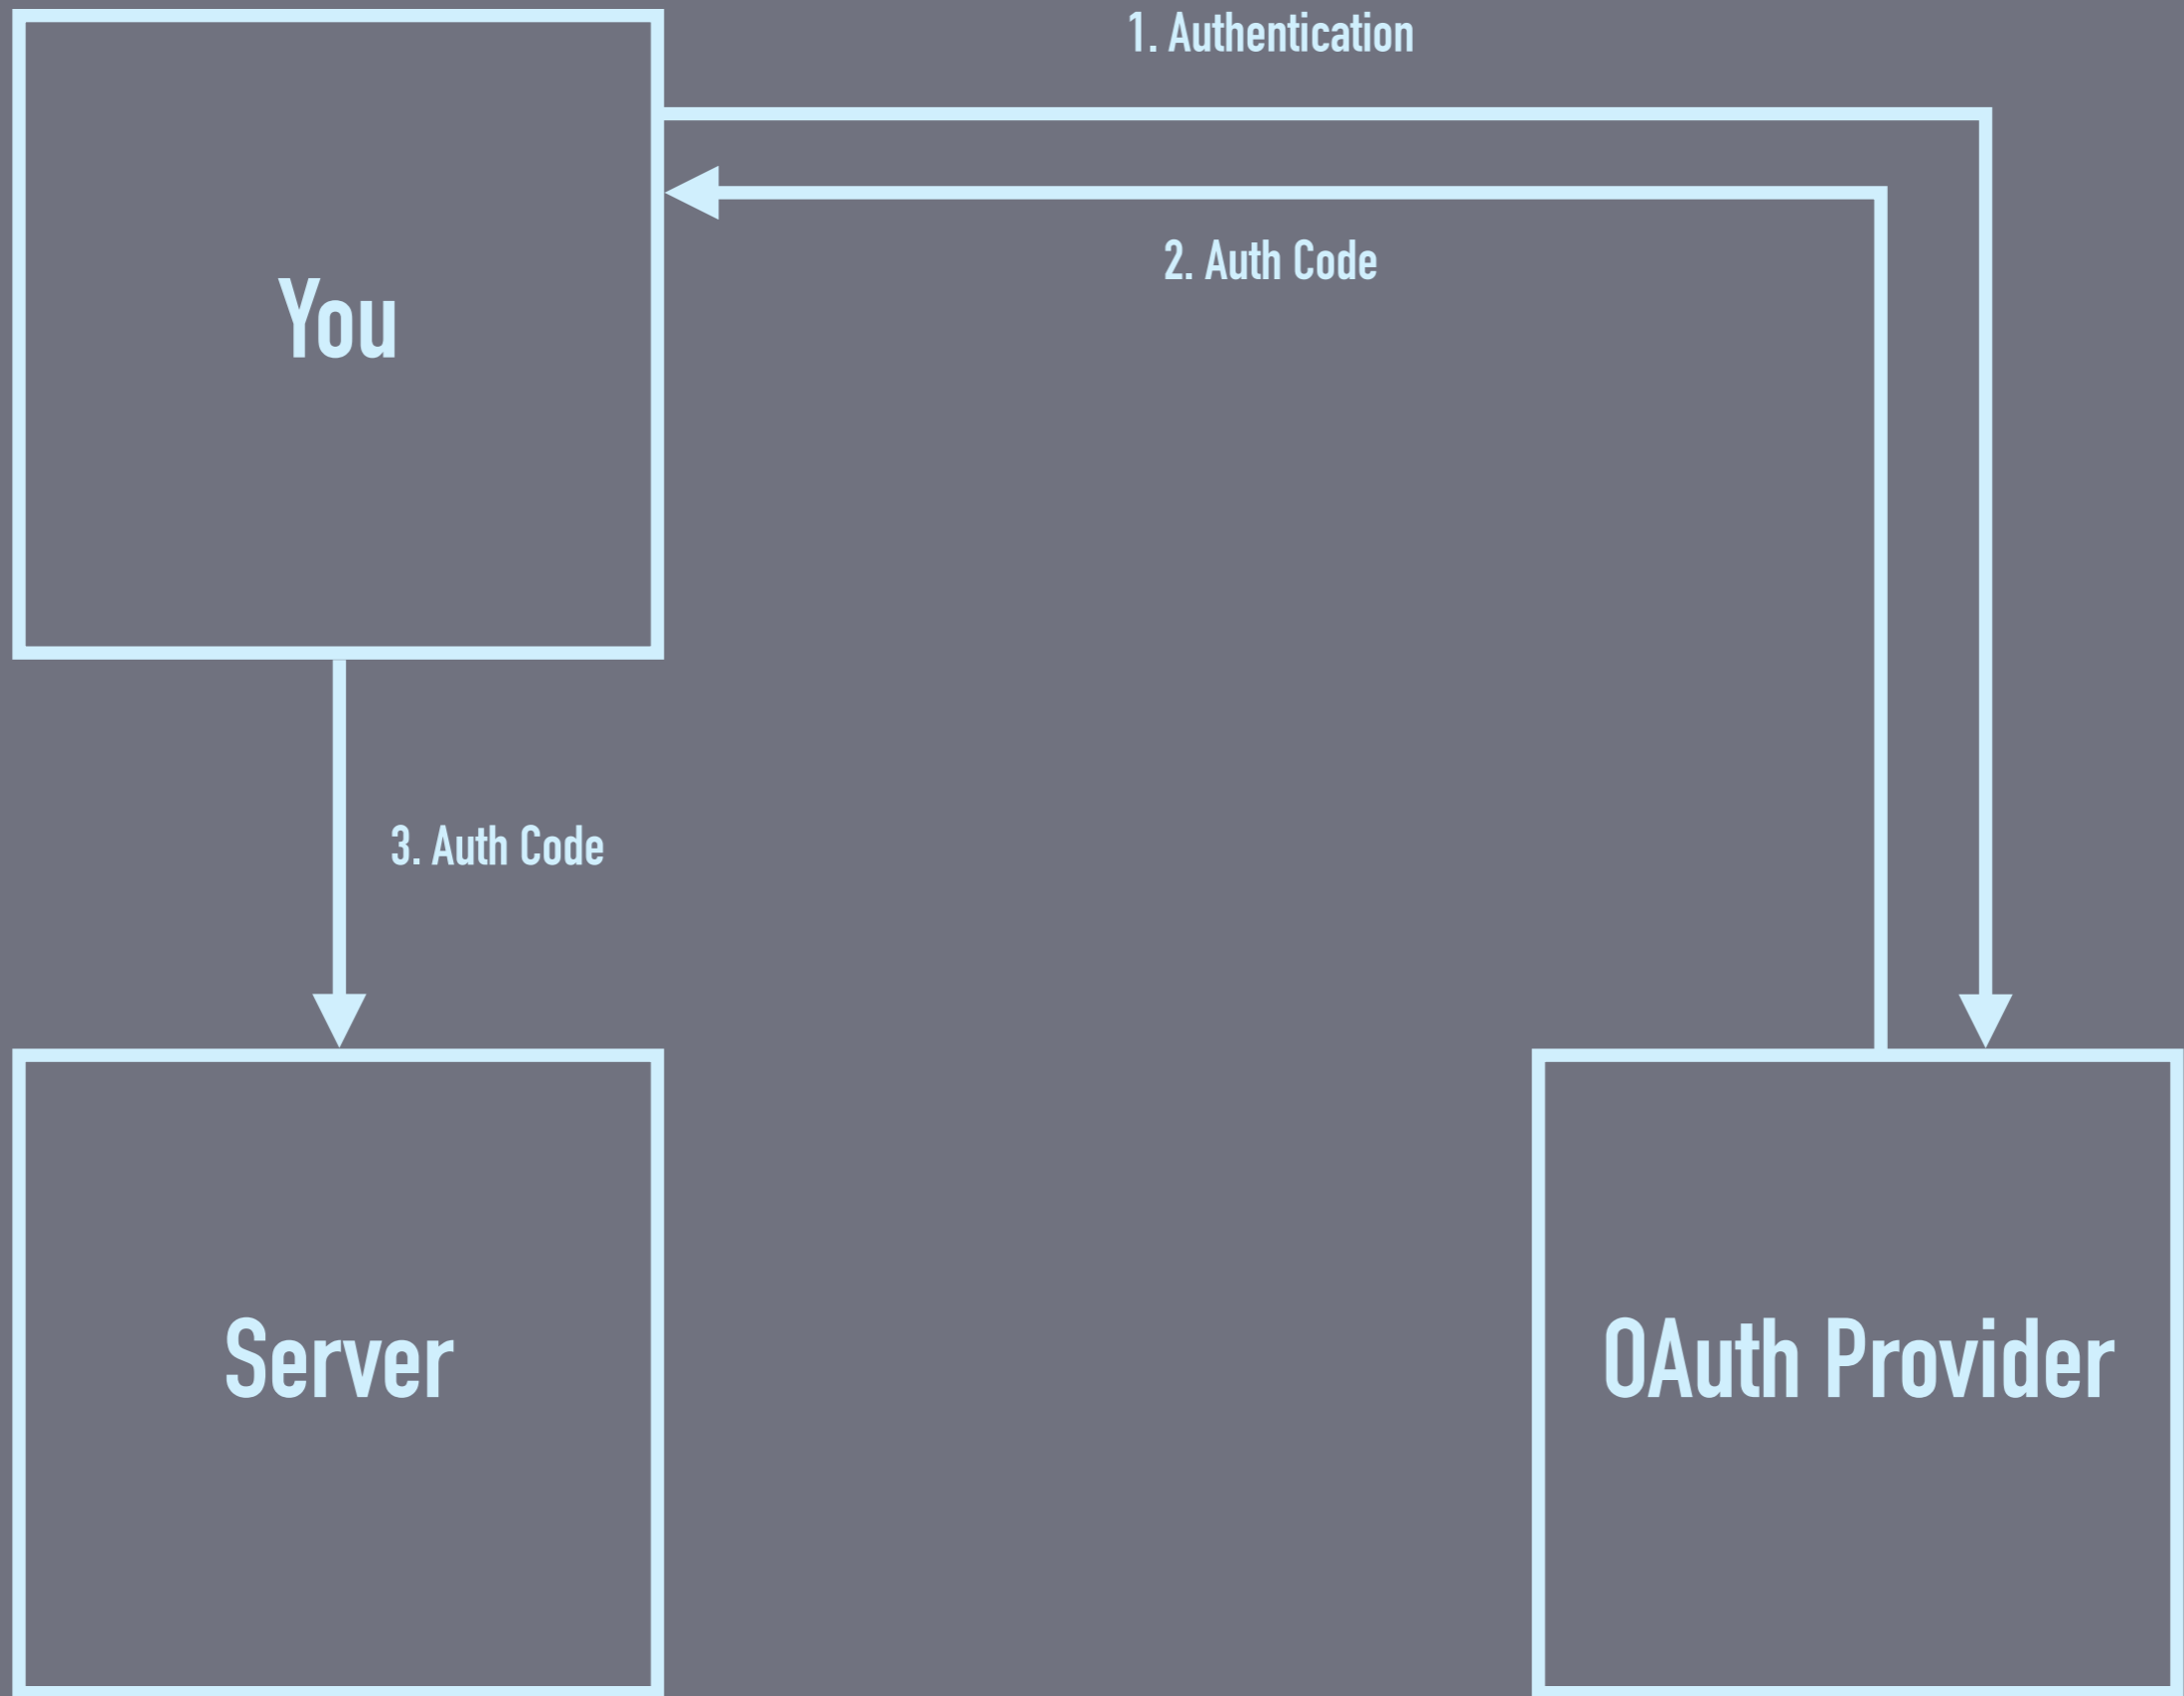 1. Authentication
2. Auth Code
You
3. Auth Code
Server
OAuth Provider